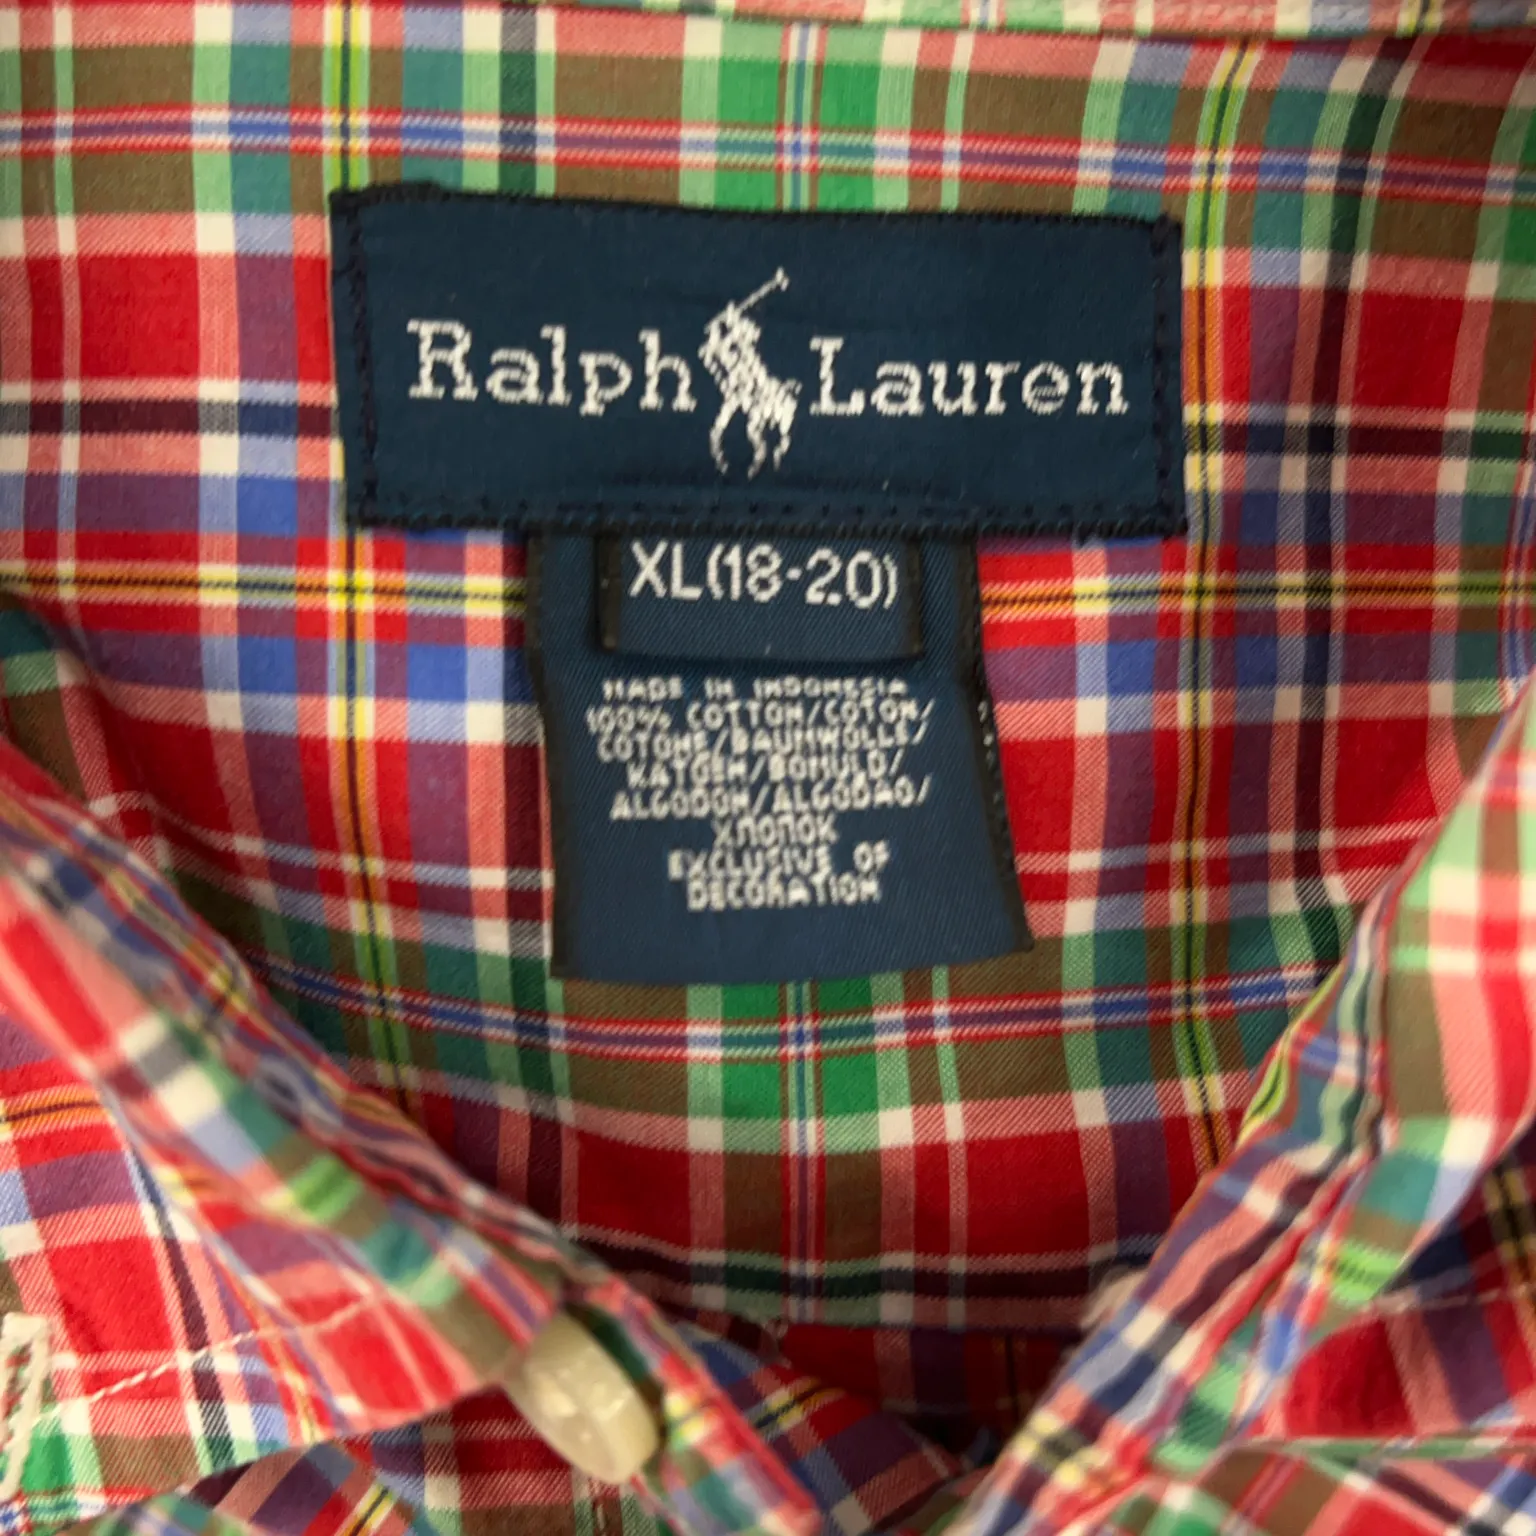 Ralph Lauren
XL(18-20)
MADE IN INDONESIA
100% COTTON/COTON/
COTONE/BAUMWOLLE/
KATOEN/BOMULD/
ALGODON/ALGODAO/
ХЛОПОК
EXCLUSIVE OF
DECORATION